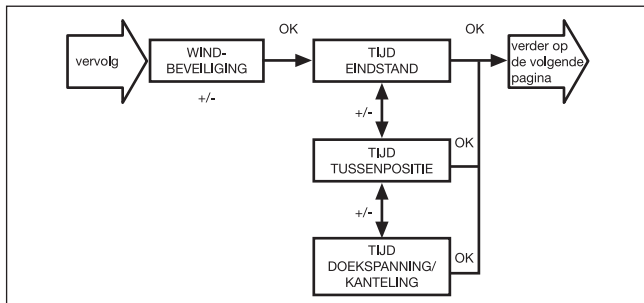 vervolg
WIND-
BEVEILIGING
+/-
OK
TIJD
EINDSTAND
OK
verder op
de volgende
pagina
+/-
TIJD
TUSSENPOSITIE
OK
+/-
TIJD
DOEKSPANNING/
KANTELING
OK